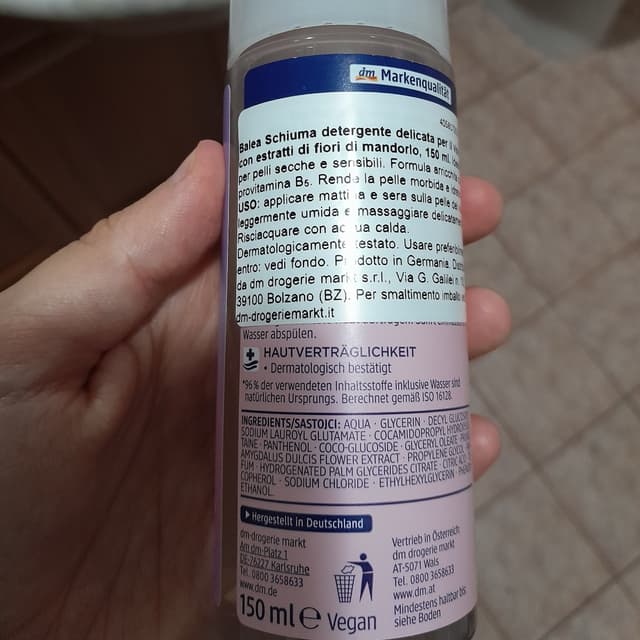 dm Markenqualität
Balea Schiuma detergente delicata per il
con estratti di fiori di mandorlo, 150 ml.
per pelli secche e sensibili. Formula
provitamina B5. Rende la pelle morbida e
USO: applicare mattina e sera sulla pelle
leggermente umida e massaggiare
Risciacquare con acqua calda.
Dermatologicamente testato. Usare
entro: vedi fondo. Prodotto in Germania.
da dm drogerie markt s.r.l., Via G. Galilei n.
39100 Bolzano (BZ). Per smaltimento
dm-drogeriemarkt.it
Wasser abspülen.
HAUTVERTRÄGLICHKEIT
• Dermatologisch bestätigt
*96 % der verwendeten Inhaltsstoffe inklusive Wasser sind
natürlichen Ursprungs. Berechnet gemäß ISO 16128.
INGREDIENTS/SASTOJCI: AQUA · GLYCERIN · DECYL
SODIUM LAUROYL GLUTAMATE · COCAMIDOPROPYL
TAINE · PANTHENOL · COCO-GLUCOSIDE · GLYCERYL OLEATE ·
AMYGDALUS DULCIS FLOWER EXTRACT · PROPYLENE GLYCOL ·
FUM · HYDROGENATED PALM GLYCERIDES CITRATE · CITRIC
COPHEROL · SODIUM CHLORIDE · ETHYLHEXYLGLYCERIN ·
ETHANOL.
Hergestellt in Deutschland
dm-drogerie markt
Am dm-Platz 1
DE-76227 Karlsruhe
Tel. 0800 3658633
www.dm.de
Vertrieb in Österreich:
dm drogerie markt
AT-5071 Wals
Tel. 0800 3658633
www.dm.at
Mindestens haltbar bis:
siehe Boden
150 ml e Vegan